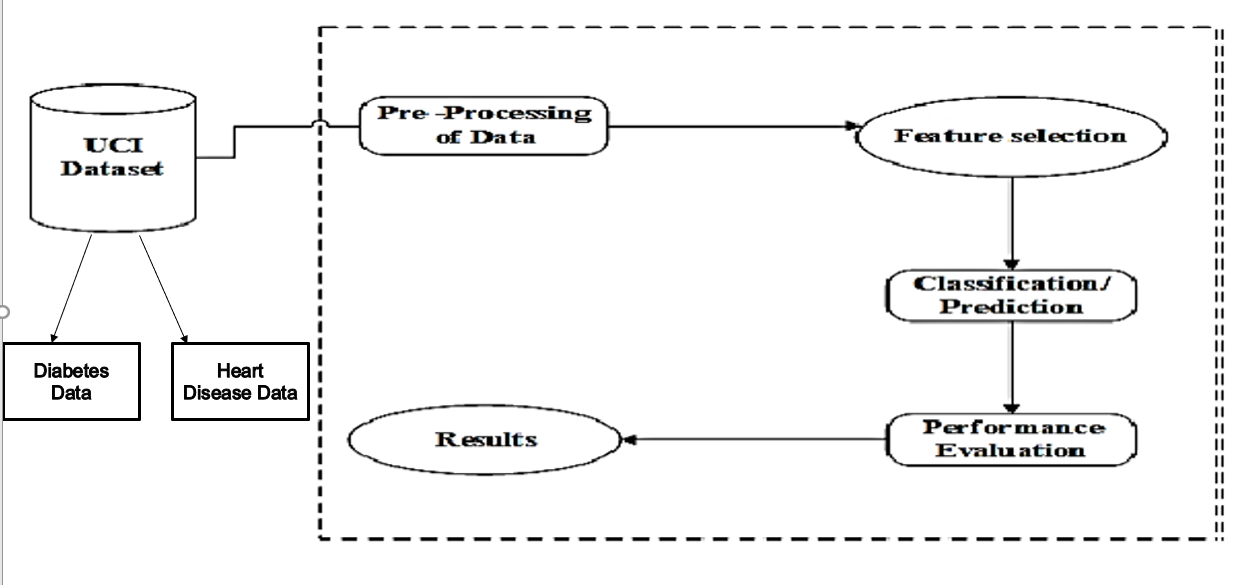 Pre -Processing
of Data
Feature selection
UCI
Dataset
Classification/
Prediction
Diabetes
Data
Heart
Disease Data
Results
Performance
Evaluation